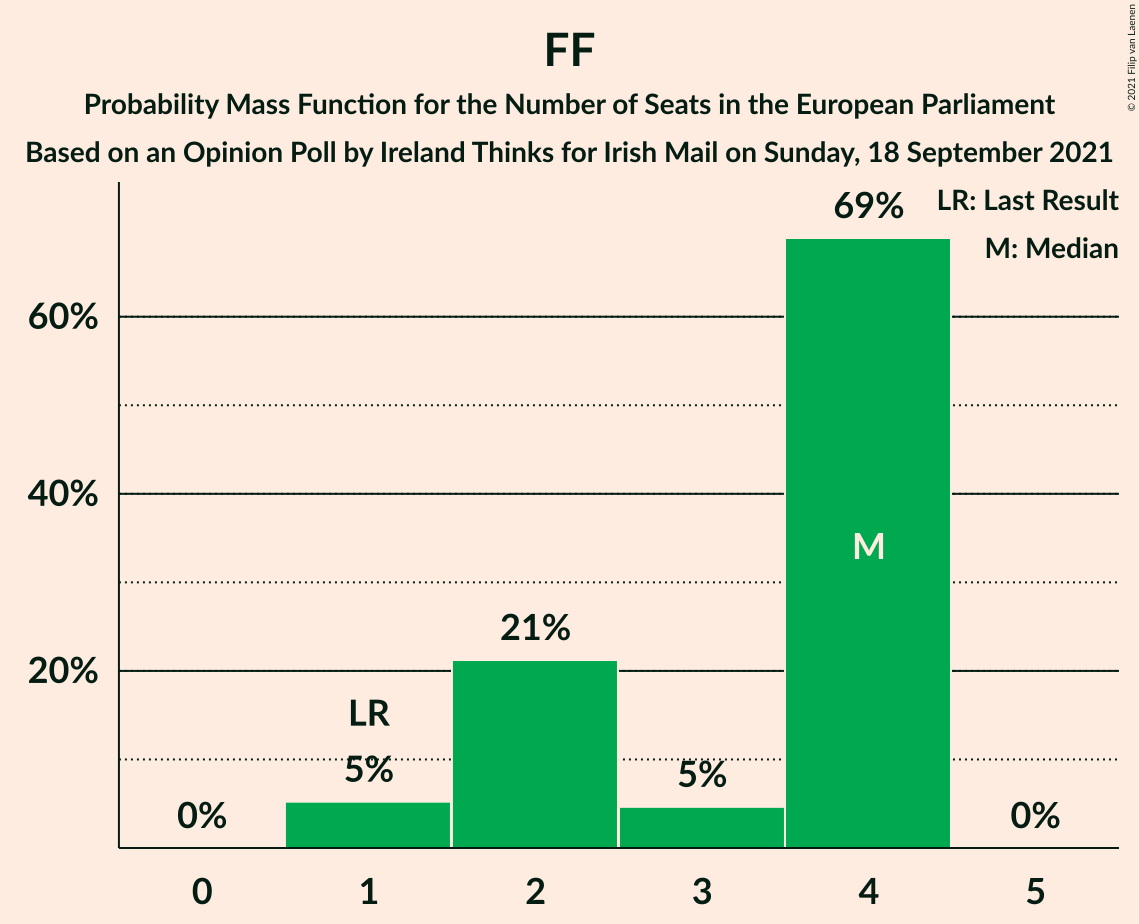 FF
Probability Mass Function for the Number of Seats in the European Parliament
Based on an Opinion Poll by Ireland Thinks for Irish Mail on Sunday, 18 September 2021
© 2021 Filip van Laenen
LR: Last Result
M: Median
69%
60%
40%
M
21%
20%
LR
5%
5%
0%
0%
0 1 2 3 4 5